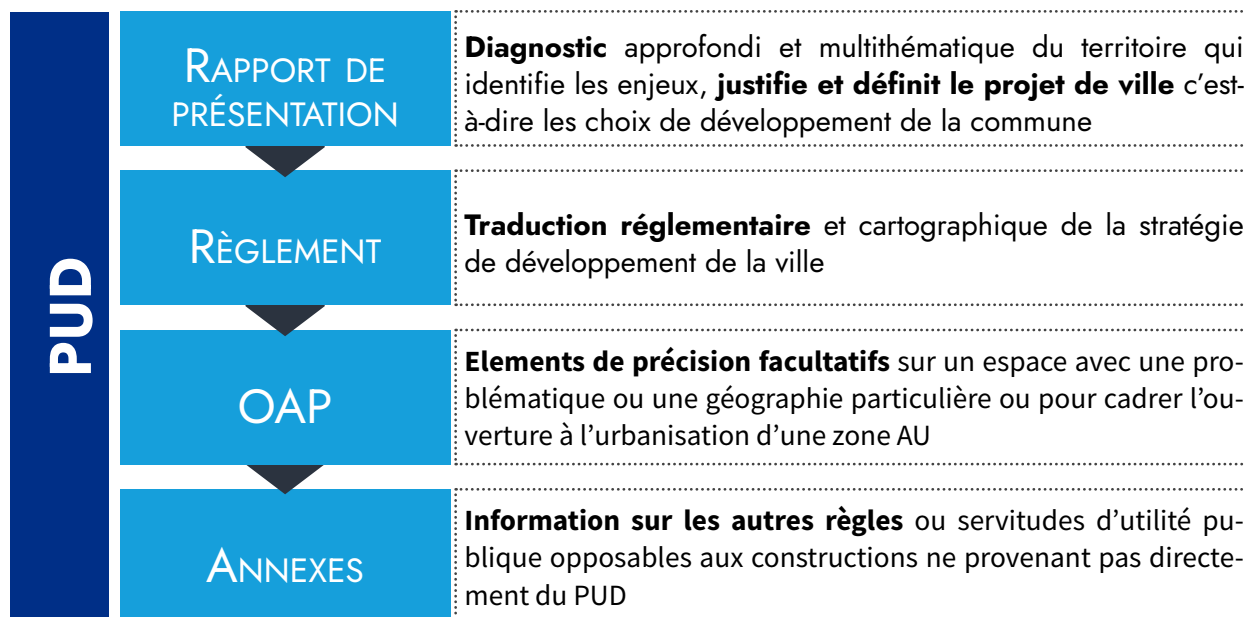 PUD
RAPPORT DE
PRÉSENTATION
Diagnostic approfondi et multithématique du territoire qui
identifie les enjeux, justifie et définit le projet de ville c'est-
à-dire les choix de développement de la commune
RÈGLEMENT
Traduction réglementaire et cartographique de la stratégie
de développement de la ville
OAP
Elements de précision facultatifs sur un espace avec une pro-
blématique ou une géographie particulière ou pour cadrer l'ou-
verture à l'urbanisation d'une zone AU
ANNEXES
Information sur les autres règles ou servitudes d'utilité pu-
blique opposables aux constructions ne provenant pas directe-
ment du PUD